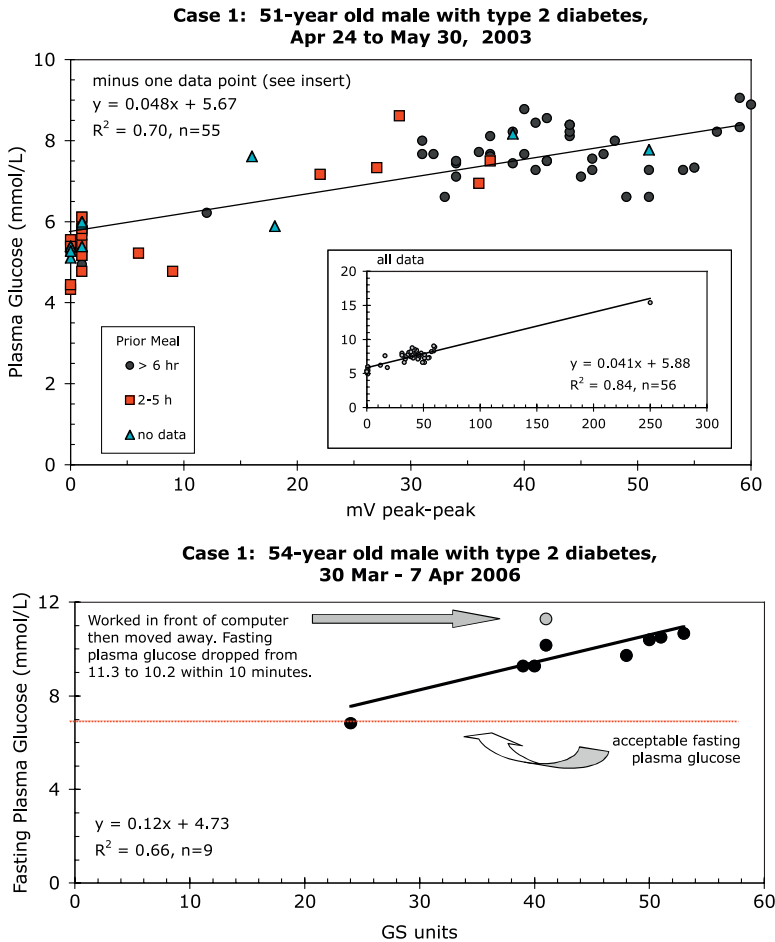 Case 1: 51-year old male with type 2 diabetes,
Apr 24 to May 30, 2003
Plasma Glucose (mmol/L)
10
8
6
4
2
0
minus one data point (see insert)
y = 0.048x + 5.67
R² = 0.70, n=55
Prior Meal
> 6 hr
2-5 h
no data
all data
20
15
10
5
0
y = 0.041x + 5.88
R² = 0.84, n=56
0 50 100 150 200 250 300
0 10 20 30 40 50 60
mV peak-peak
Case 1: 54-year old male with type 2 diabetes,
30 Mar - 7 Apr 2006
Fasting Plasma Glucose (mmol/L)
12
8
4
0
Worked in front of computer
then moved away. Fasting
plasma glucose dropped from
11.3 to 10.2 within 10 minutes.
acceptable fasting
plasma glucose
y = 0.12x + 4.73
R² = 0.66, n=9
0 10 20 30 40 50 60
GS units